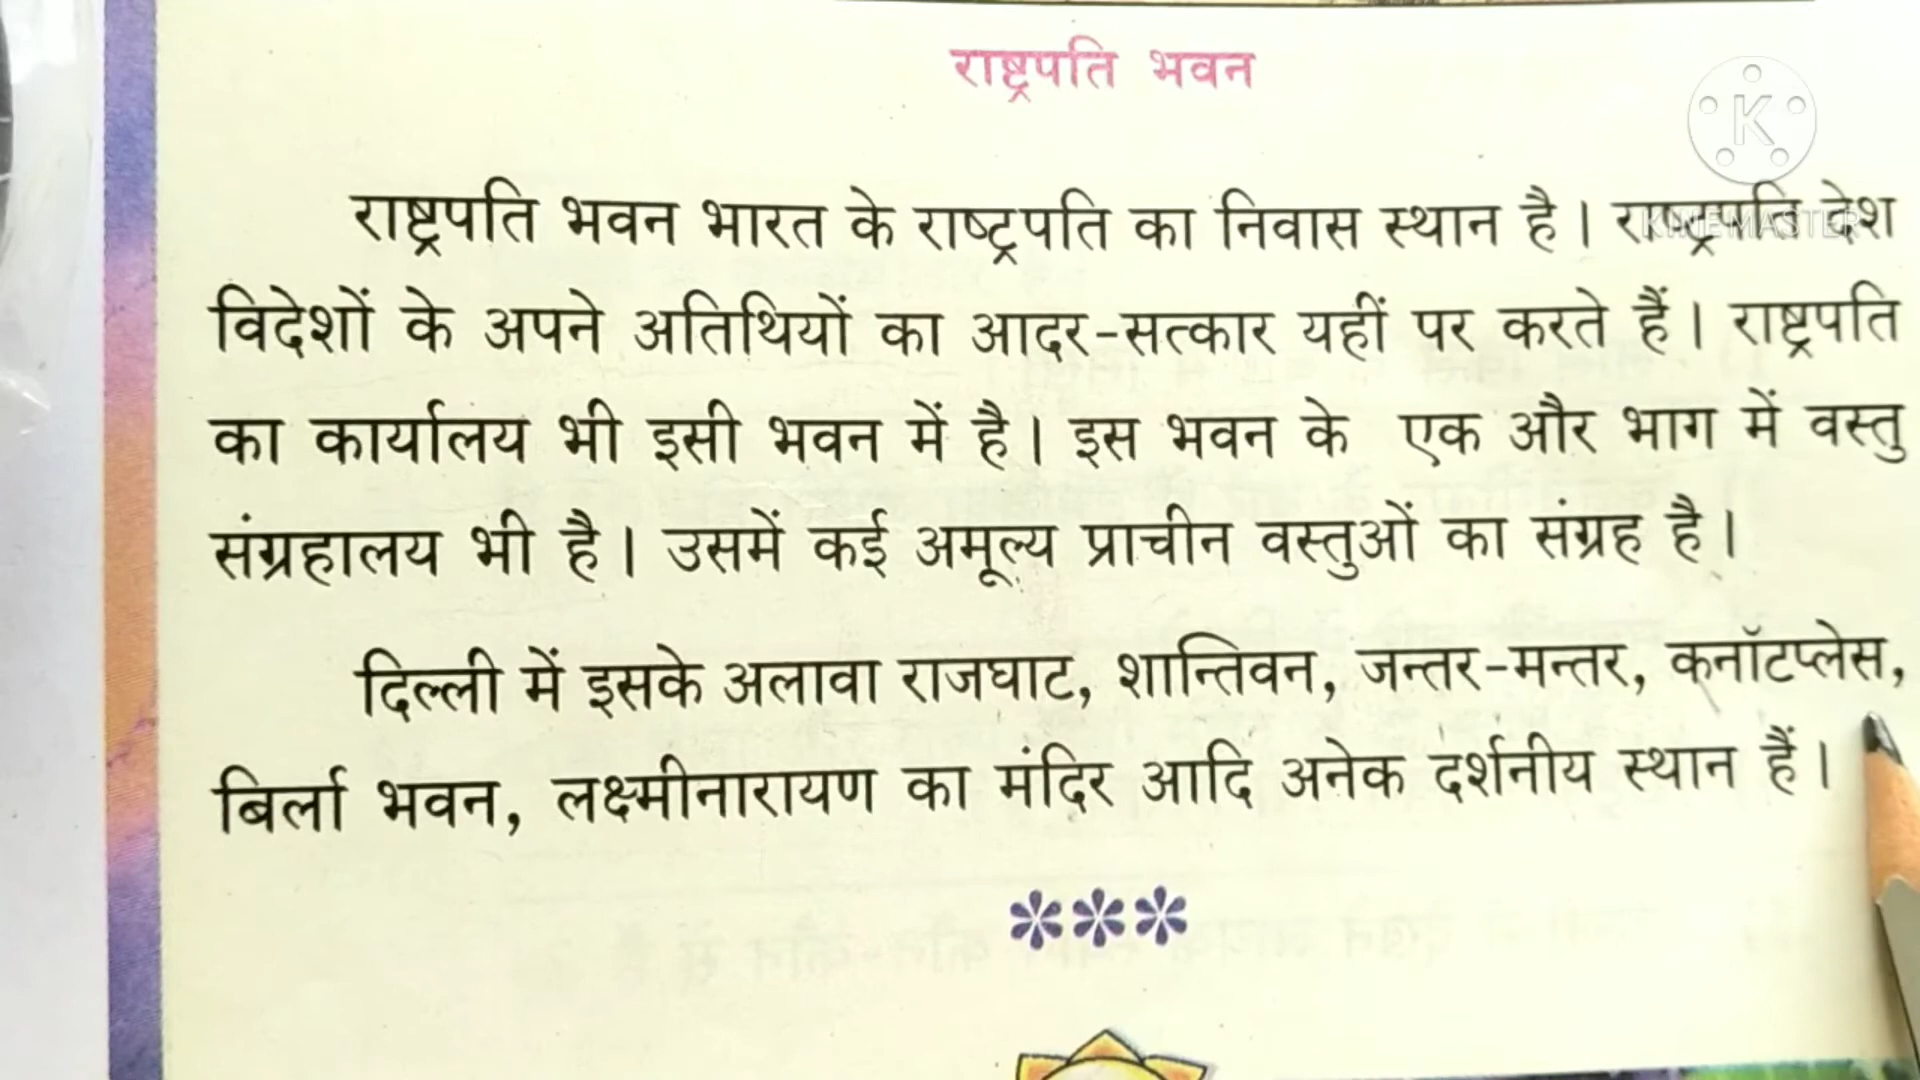 राष्ट्रपति भवन
K
KINEMASTER
राष्ट्रपति भवन भारत के राष्ट्रपति का निवास स्थान है। राष्ट्रपति देश
विदेशों के अपने अतिथियों का आदर-सत्कार यहीं पर करते हैं। राष्ट्रपति
का कार्यालय भी इसी भवन में है। इस भवन के एक और भाग में वस्तु
संग्रहालय भी है। उसमें कई अमूल्य प्राचीन वस्तुओं का संग्रह है।
दिल्ली में इसके अलावा राजघाट, शान्तिवन, जन्तर-मन्तर, कनॉटप्लेस,
बिर्ला भवन, लक्ष्मीनारायण का मंदिर आदि अनेक दर्शनीय स्थान हैं।